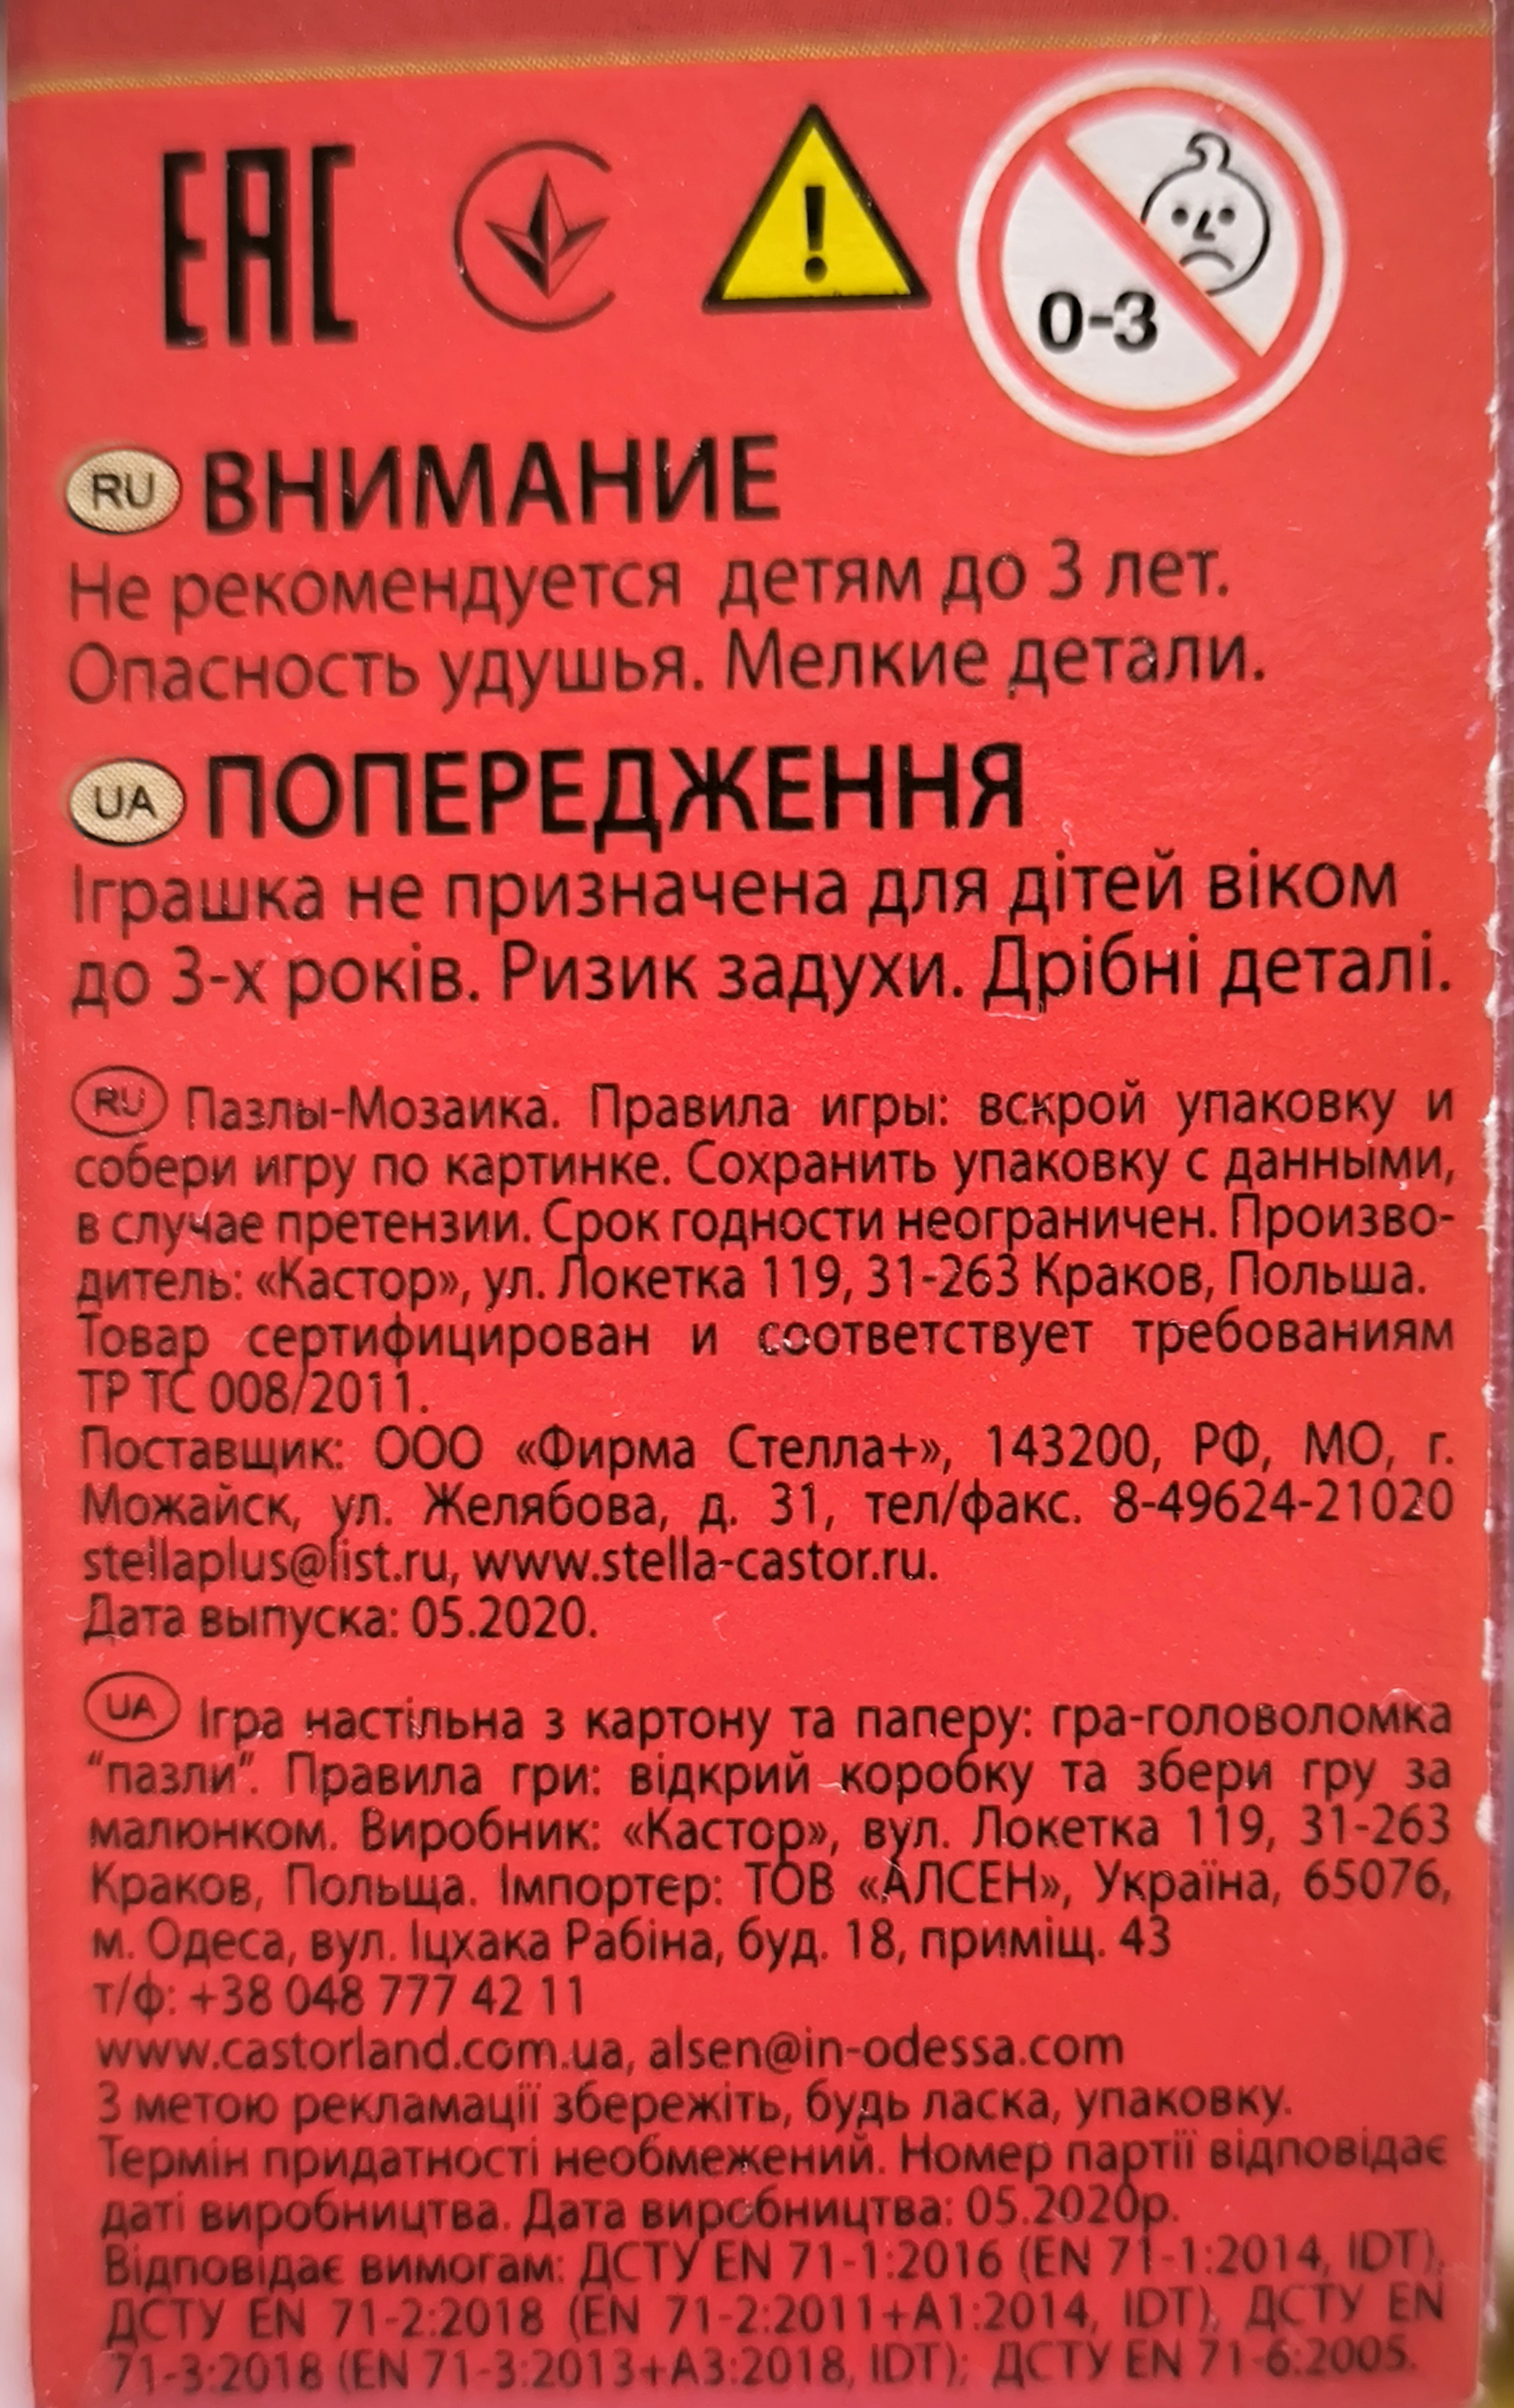 EAC
0-3
RU ВНИМАНИЕ
Не рекомендуется детям до 3 лет.
Опасность удушья. Мелкие детали.
UA ПОПЕРЕДЖЕННЯ
Іграшка не призначена для дітей віком
до 3-х років. Ризик задухи. Дрібні деталі.
RU Пазлы-Мозаика. Правила игры: вскрой упаковку и
собери игру по картинке. Сохранить упаковку с данными,
в случае претензии. Срок годности неограничен. Произво-
дитель: «Кастор», ул. Локетка 119, 31-263 Краков, Польша.
Товар сертифицирован и соответствует требованиям
ТР ТС 008/2011.
Поставщик: ООО «Фирма Стелла+», 143200, РФ, МО, г.
Можайск, ул. Желябова, д. 31, тел/факс. 8-49624-21020
stellaplus@list.ru, www.stella-castor.ru.
Дата выпуска: 05.2020.
UA Ігра настільна з картону та паперу: гра-головоломка
“пазли”. Правила гри: відкрий коробку та збери гру за
малюнком. Виробник: «Кастор», вул. Локетка 119, 31-263
Краков, Польща. Імпортер: ТОВ «АЛСЕН», Україна, 65076,
м. Одеса, вул. Іцхака Рабіна, буд. 18, приміщ. 43
т/ф: +38 048 777 42 11
www.castorland.com.ua, alsen@in-odessa.com
З метою рекламації збережіть, будь ласка, упаковку.
Термін придатності необмежений. Номер партії відповідає
даті виробництва. Дата виробництва: 05.2020р.
Відповідає вимогам: ДСТУ EN 71-1:2016 (EN 71-1:2014, IDT),
ДСТУ EN 71-2:2018 (EN 71-2:2011+A1:2014, IDT), ДСТУ EN
71-3:2018 (EN 71-3:2013+A3:2018, IDT); ДСТУ EN 71-6:2005.